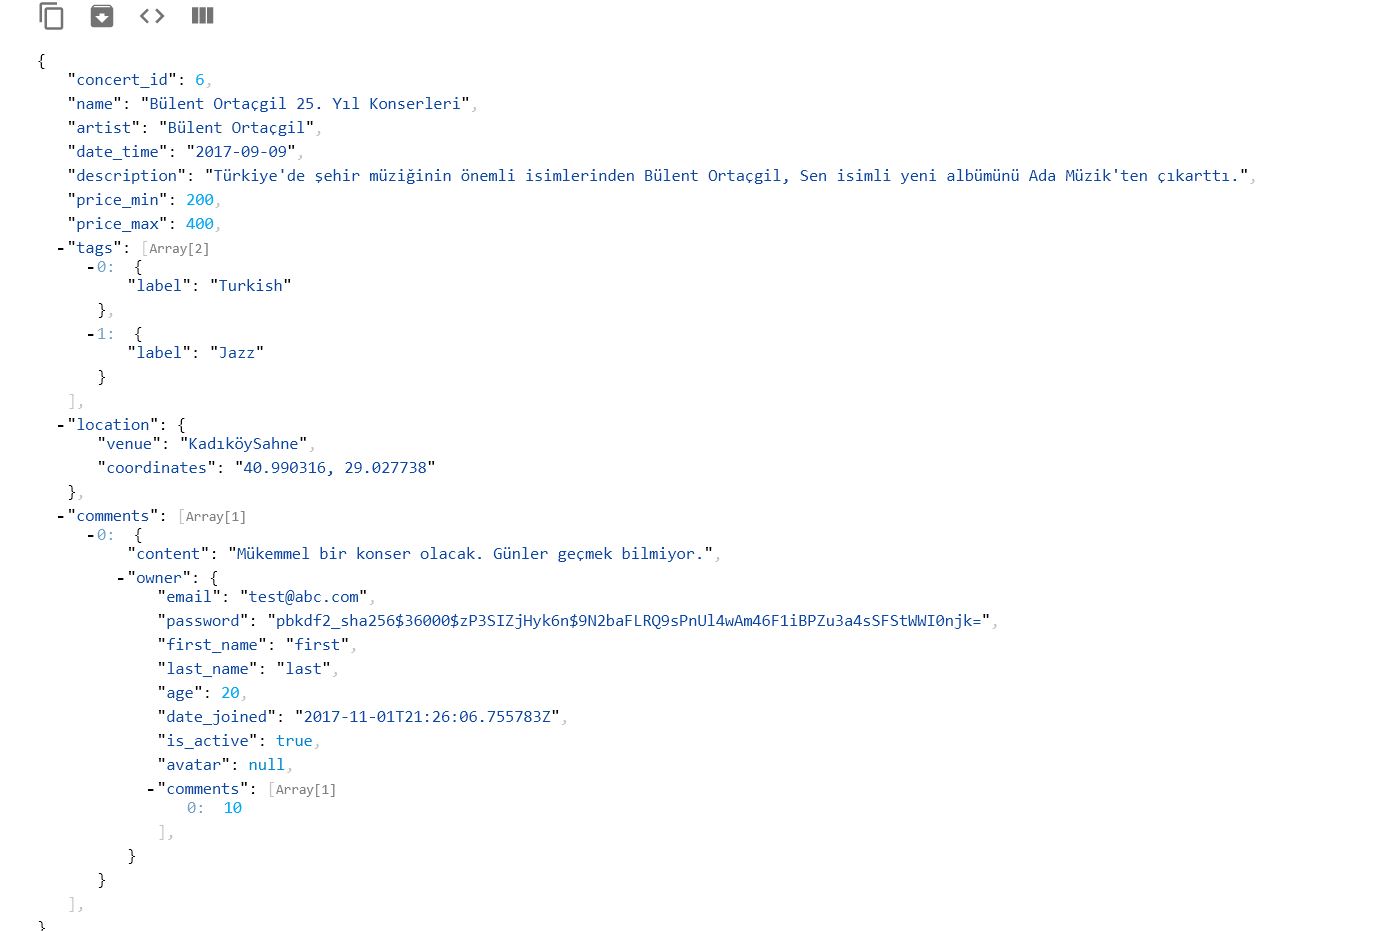 {
"concert_id": 6,
"name": "Bülent Ortaçgil 25. Yıl Konserleri",
"artist": "Bülent Ortaçgil",
"date_time": "2017-09-09",
"description": "Türkiye'de şehir müziğinin önemli isimlerinden Bülent Ortaçgil, Sen isimli yeni albümünü Ada Müzik'ten çıkarttı.",
"price_min": 200,
"price_max": 400,
-"tags": [Array[2]
-0: {
"label": "Turkish"
},
-1: {
"label": "Jazz"
}
],
-"location": {
"venue": "KadıköySahne",
"coordinates": "40.990316, 29.027738"
},
-"comments": [Array[1]
-0: {
"content": "Mükemmel bir konser olacak. Günler geçmek bilmiyor.",
-"owner": {
"email": "test@abc.com",
"password": "pbkdf2_sha256$36000$zP3SIZjHyk6n$9N2baFLRQ9sPnUl4wAm46F1iBPZu3a4sSFStWWI0njk=",
"first_name": "first",
"last_name": "last",
"age": 20,
"date_joined": "2017-11-01T21:26:06.755783Z",
"is_active": true,
"avatar": null,
-"comments": [Array[1]
0: 10
],
}
}
],
}